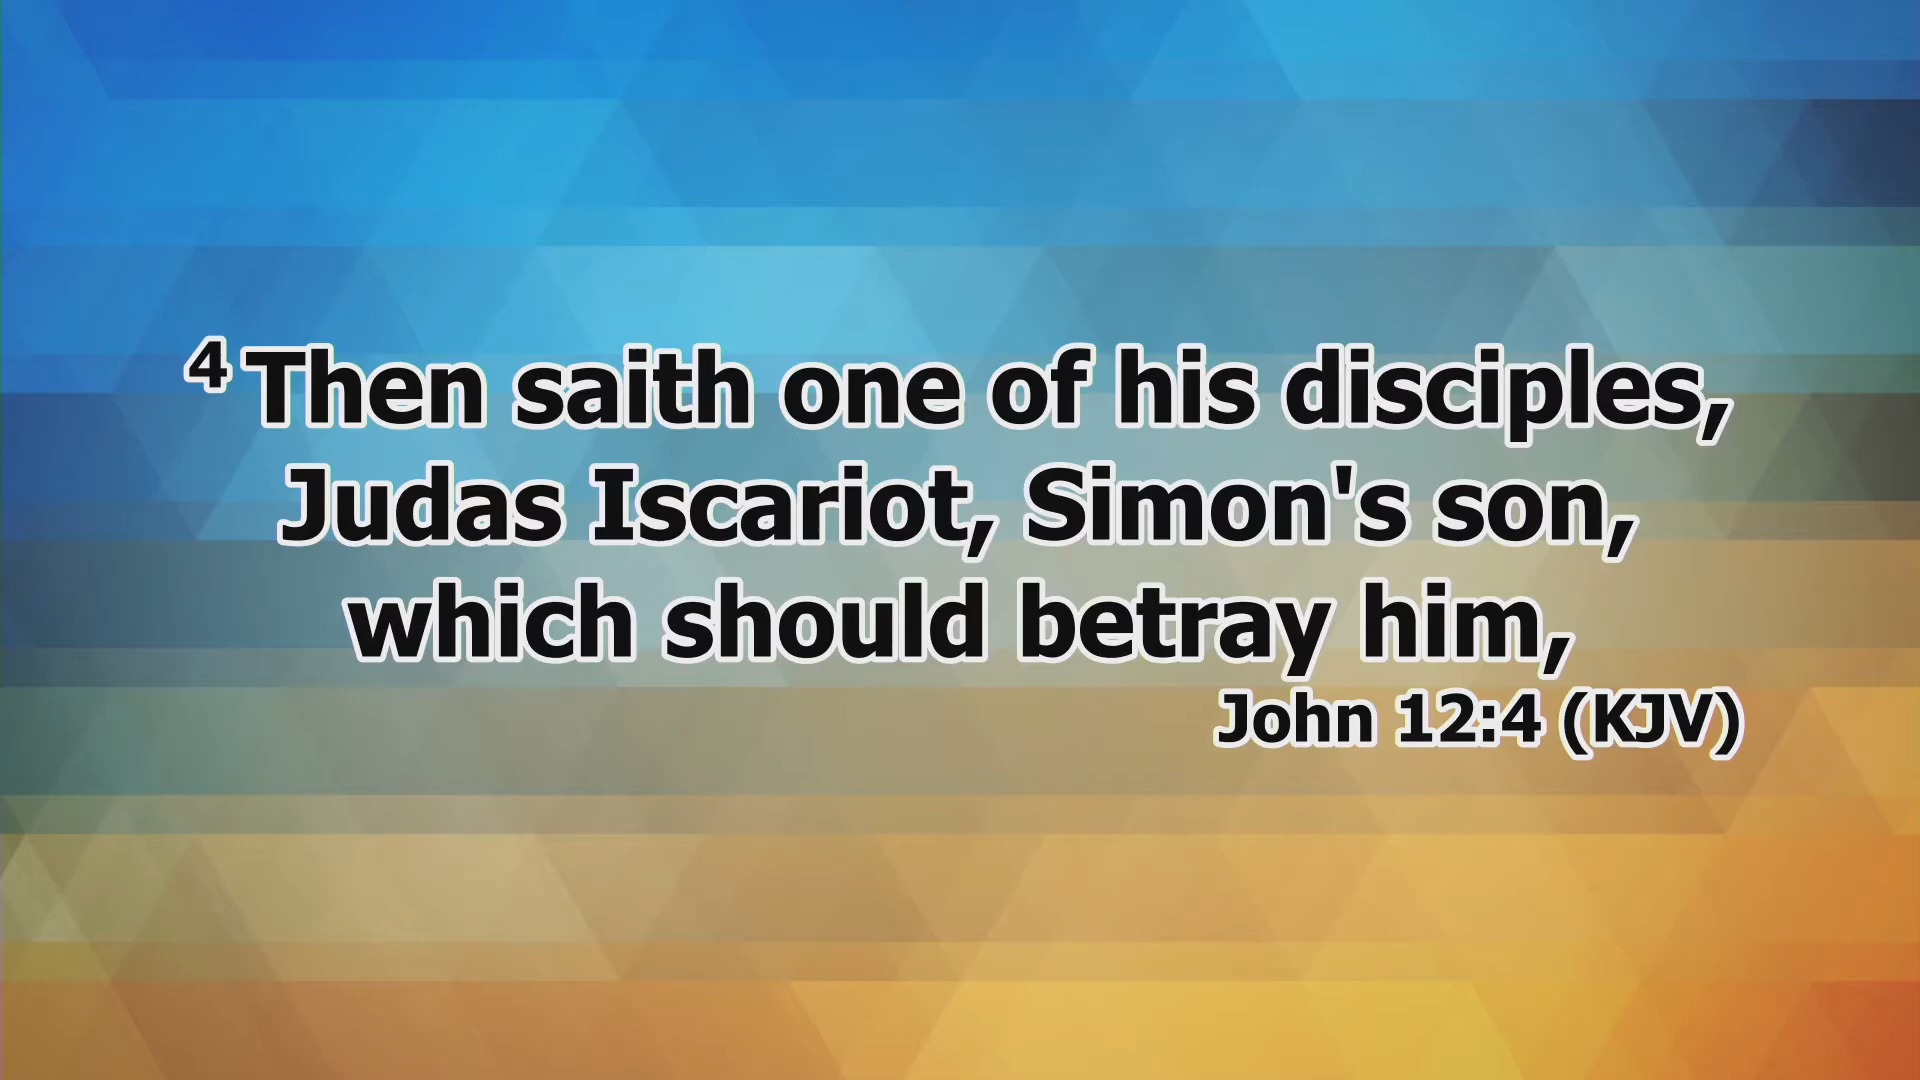 4 Then saith one of his disciples,
Judas Iscariot, Simon's son,
which should betray him,
John 12:4 (KJV)